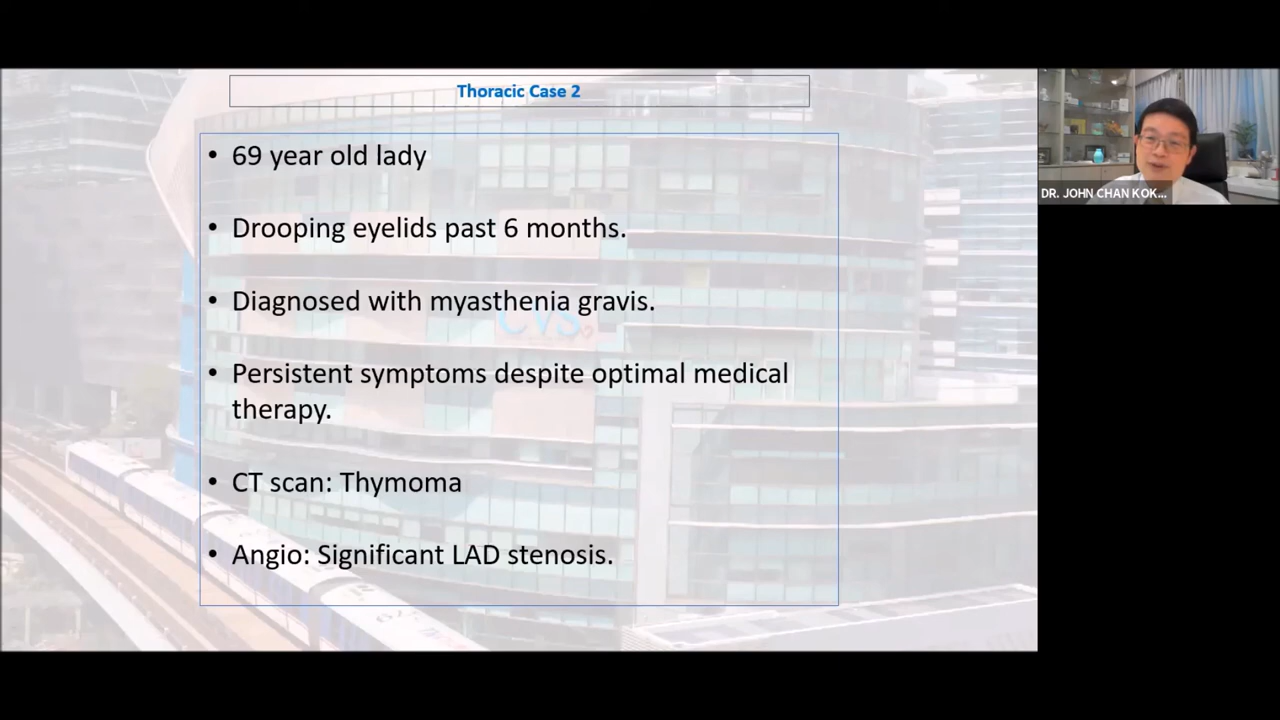 Thoracic Case 2
• 69 year old lady
• Drooping eyelids past 6 months.
• Diagnosed with myasthenia gravis.
• Persistent symptoms despite optimal medical
therapy.
• CT scan: Thymoma
• Angio: Significant LAD stenosis.
CVS
DR. JOHN CHAN KOK...